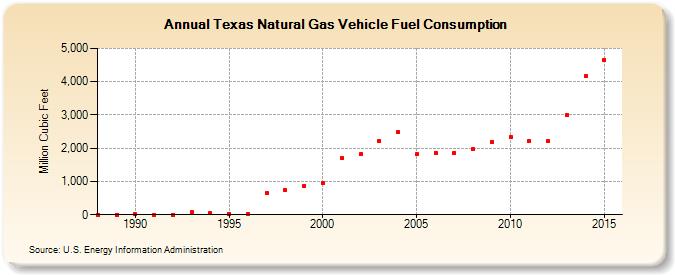 Annual Texas Natural Gas Vehicle Fuel Consumption
Million Cubic Feet
5,000
4,000
3,000
2,000
1,000
0
1990 1995 2000 2005 2010 2015
Source: U.S. Energy Information Administration